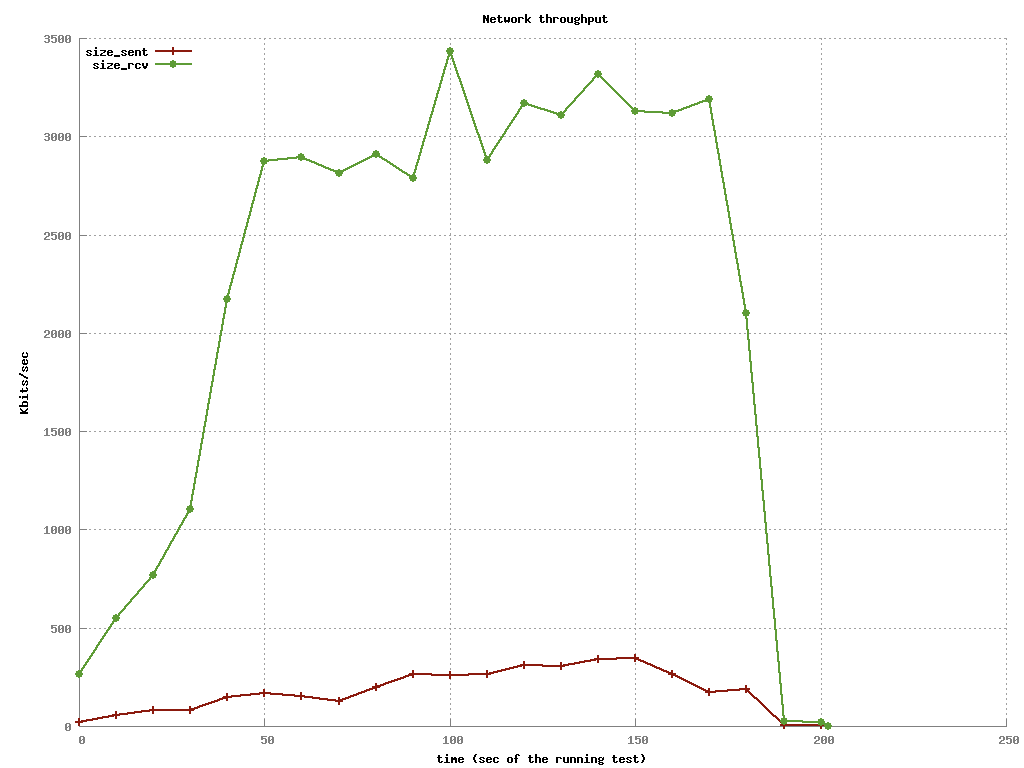 Network throughput
3500
size_sent
size_rcv
3000
2500
2000
Kbits/sec
1500
1000
500
0
0 50 100 150 200 250
time (sec of the running test)